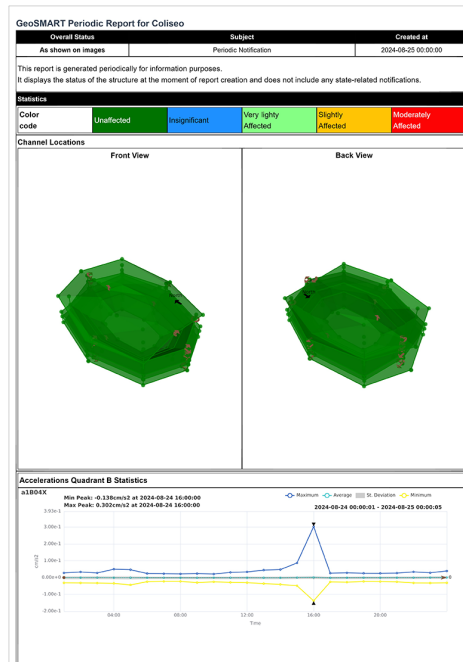 GeoSMART Periodic Report for Coliseo
Overall Status Subject Created at
As shown on images Periodic Notification 2024-08-25 00:00:00
This report is generated periodically for information purposes.
It displays the status of the structure at the moment of report creation and does not include any state-related notifications.
Statistics
Color code Unaffected Insignificant Very lighty Affected Slightly Affected Moderately Affected
Channel Locations
Front View Back View
Accelerations Quadrant B Statistics
a1B04X
Min Peak: -0.138cm/s2 at 2024-08-24 16:00:00
Max Peak: 0.302cm/s2 at 2024-08-24 16:00:00
Maximum Average St. Deviation Minimum
2024-08-24 00:00:01 - 2024-08-25 00:00:05
3.93e-1
3.00e-1
2.00e-1
1.00e-1
0.00e+0
-1.00e-1
-2.00e-1
cm/s2
04:00 08:00 12:00 16:00 20:00
Time